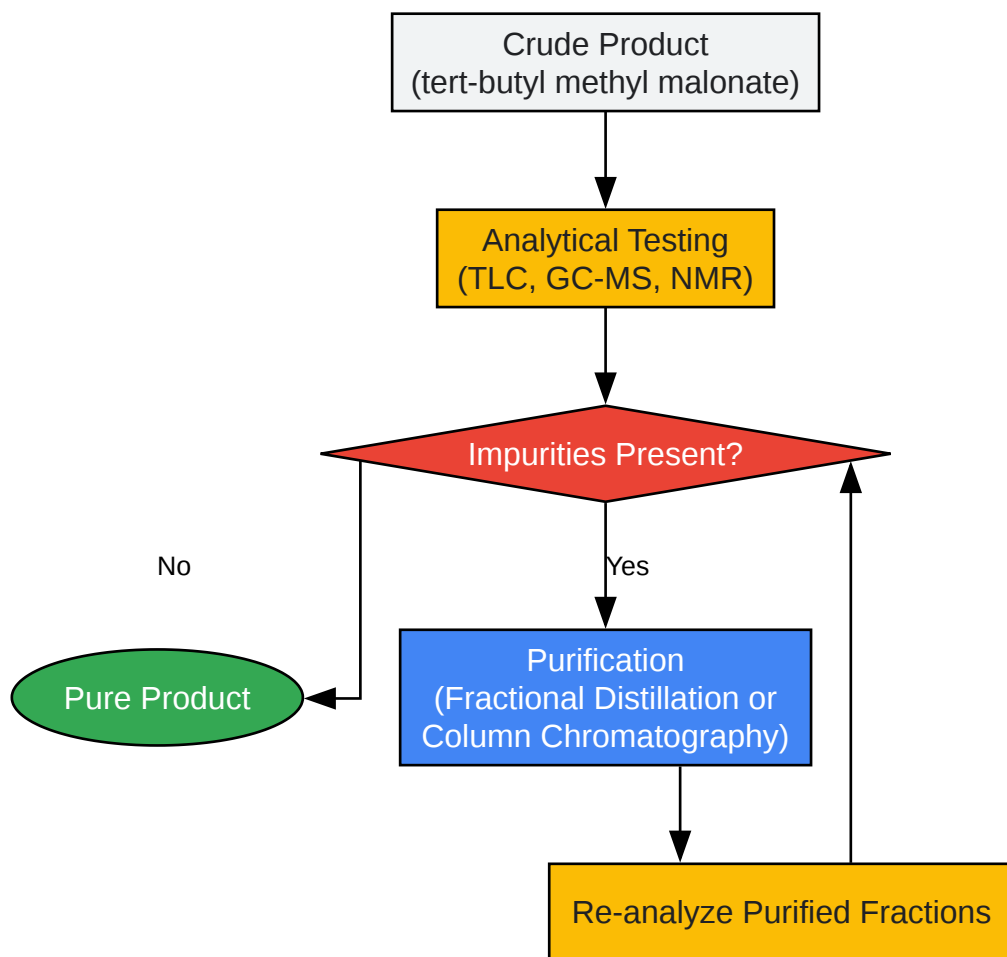 Crude Product
(tert-butyl methyl malonate)
Analytical Testing
(TLC, GC-MS, NMR)
Impurities Present?
No
Yes
Purification
(Fractional Distillation or
Column Chromatography)
Pure Product
Re-analyze Purified Fractions